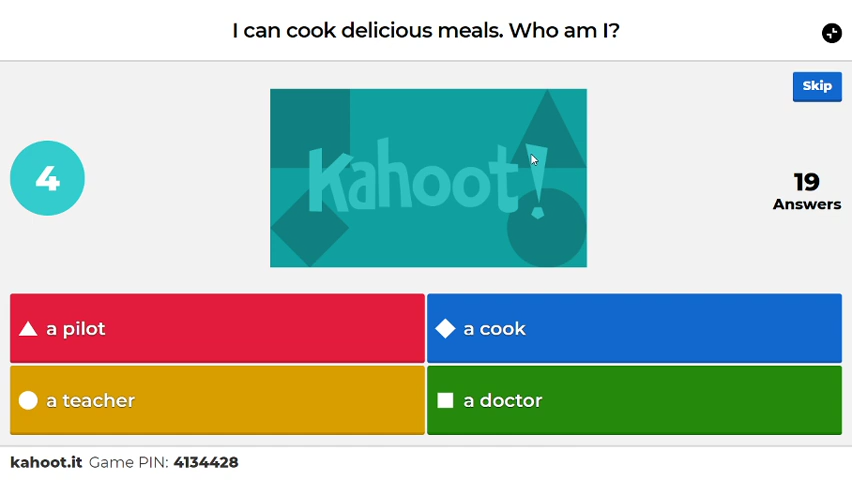 I can cook delicious meals. Who am I?
Skip
4
Kahoot!
19
Answers
a pilot
a cook
a teacher
a doctor
kahoot.it Game PIN: 4134428